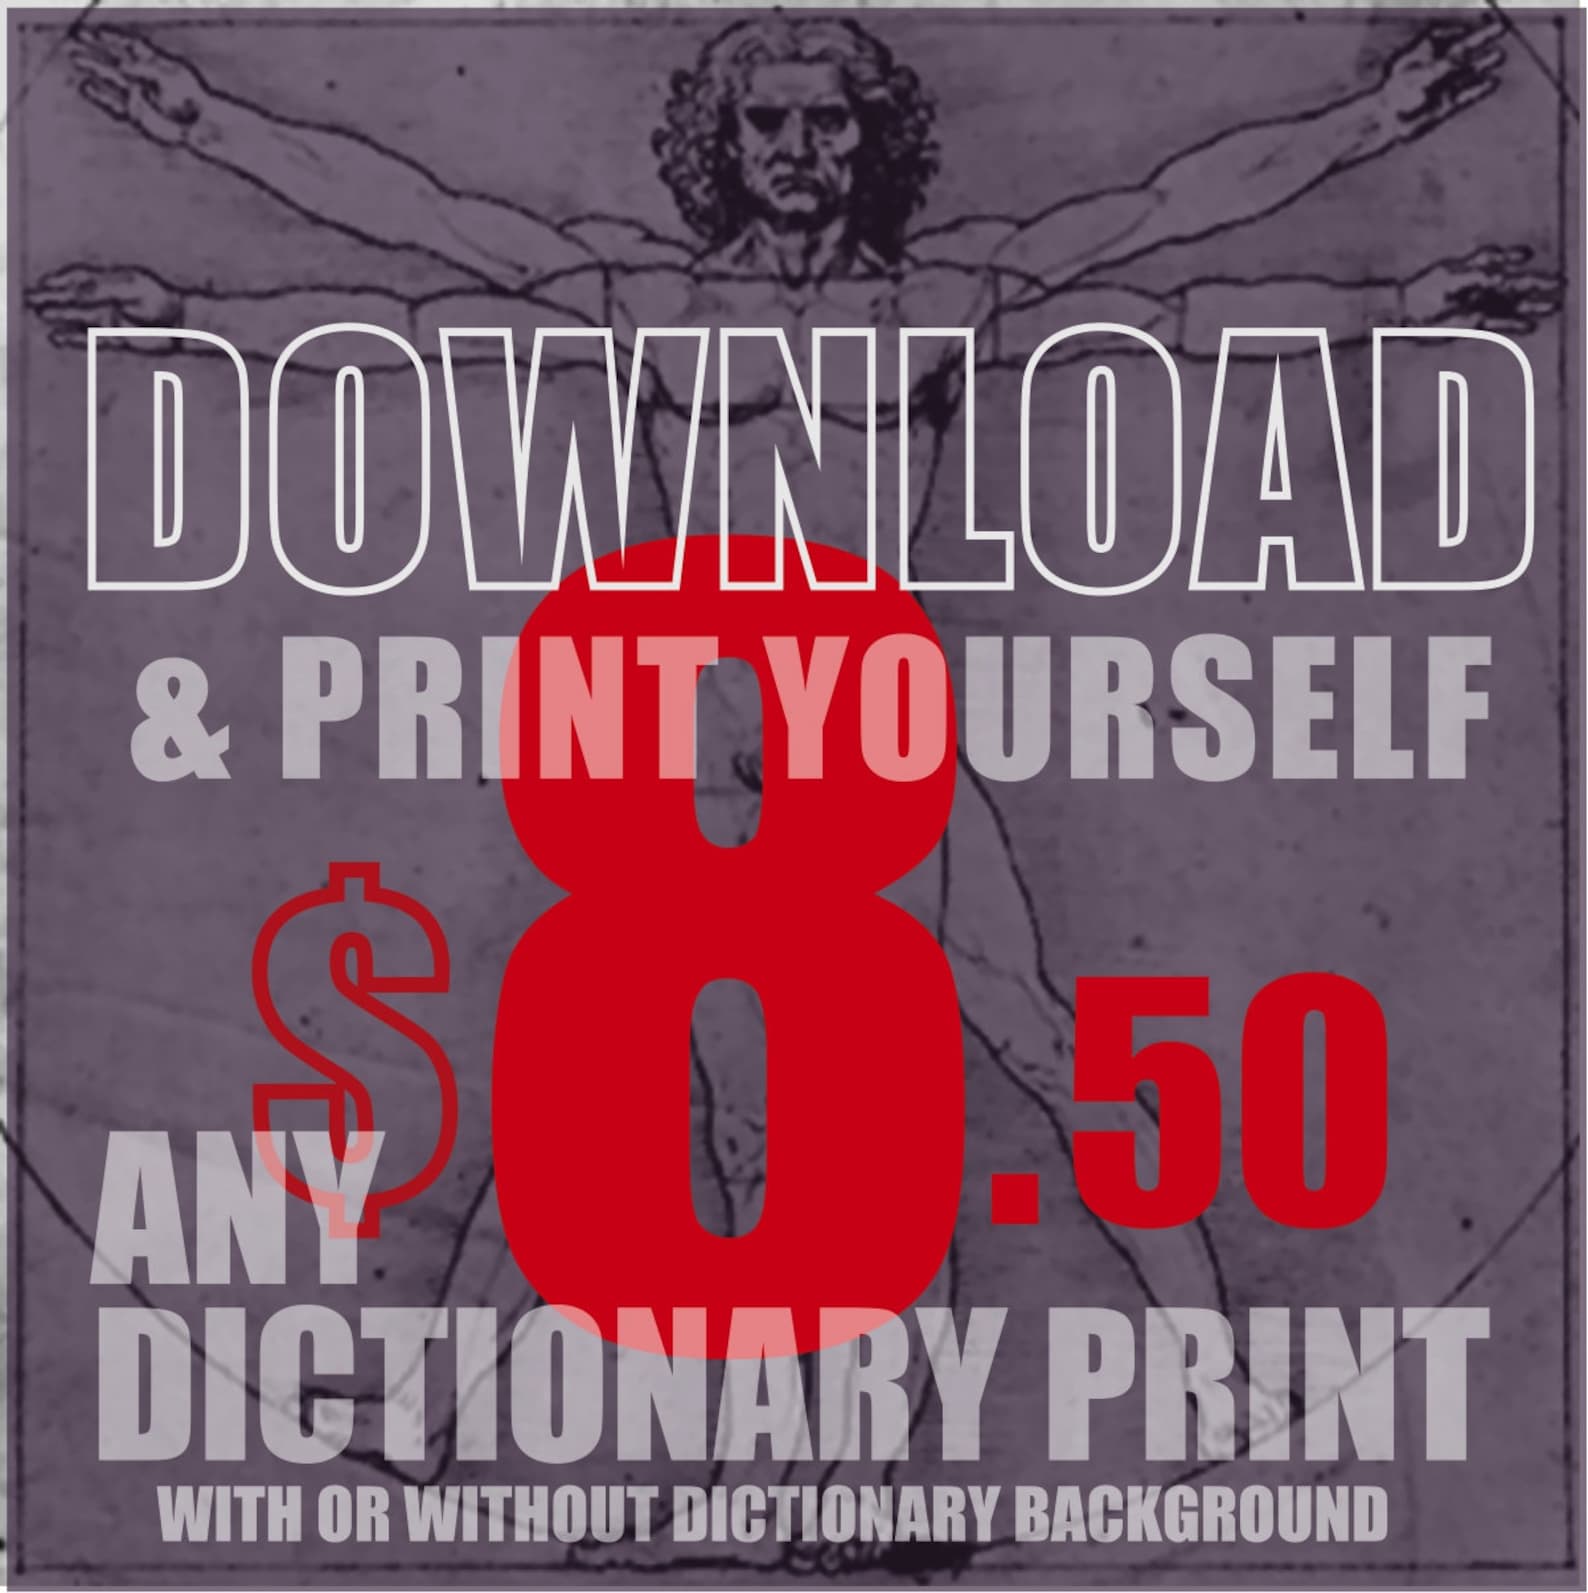 DOWNLOAD
& PRINT YOURSELF
$8.50
ANY
DICTIONARY PRINT
WITH OR WITHOUT DICTIONARY BACKGROUND